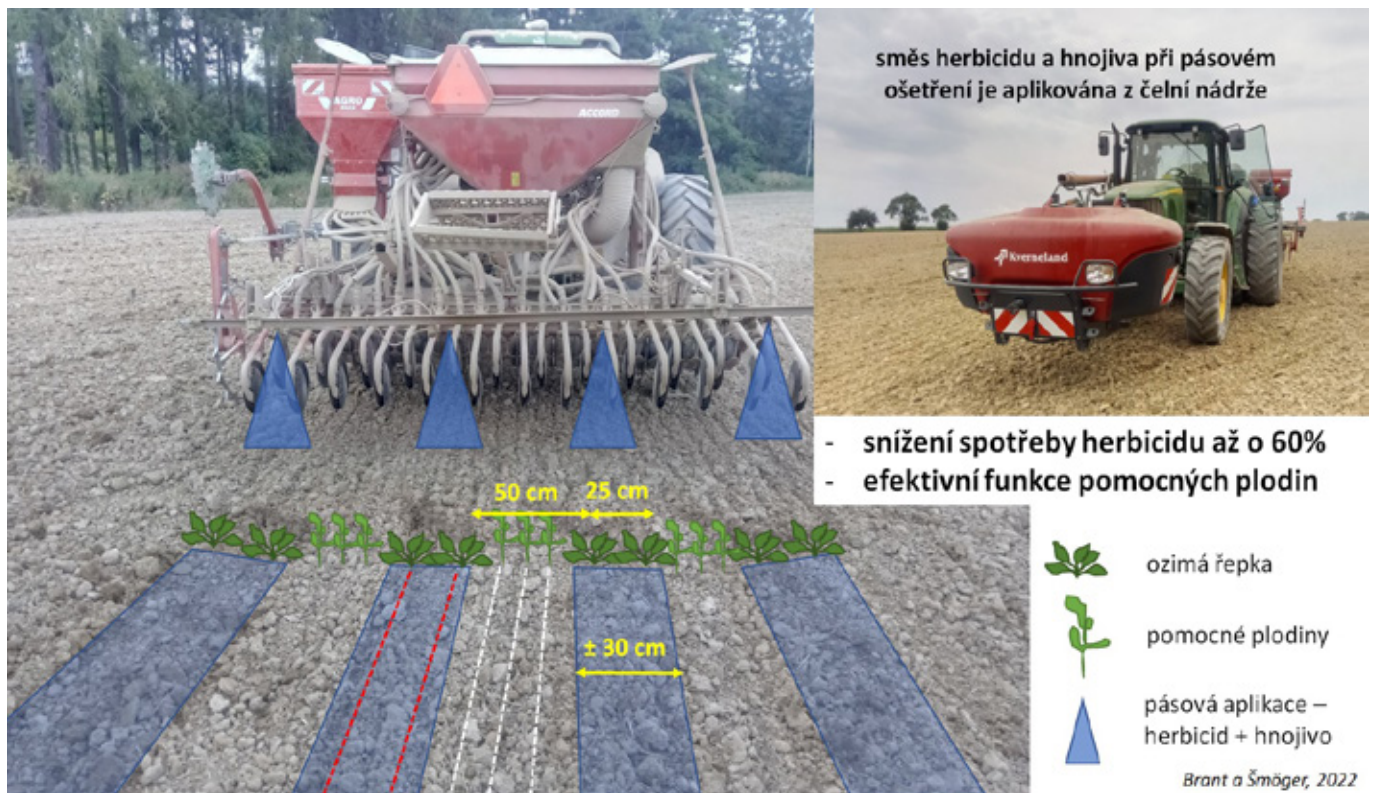 AGRO
ACCORD
směs herbicidu a hnojiva při pásovém
ošetření je aplikována z čelní nádrže
Kverneland
- snížení spotřeby herbicidu až o 60%
- efektivní funkce pomocných plodin
50 cm
25 cm
± 30 cm
ozimá řepka
pomocné plodiny
pásová aplikace –
herbicid + hnojivo
Brant a Šmöger, 2022